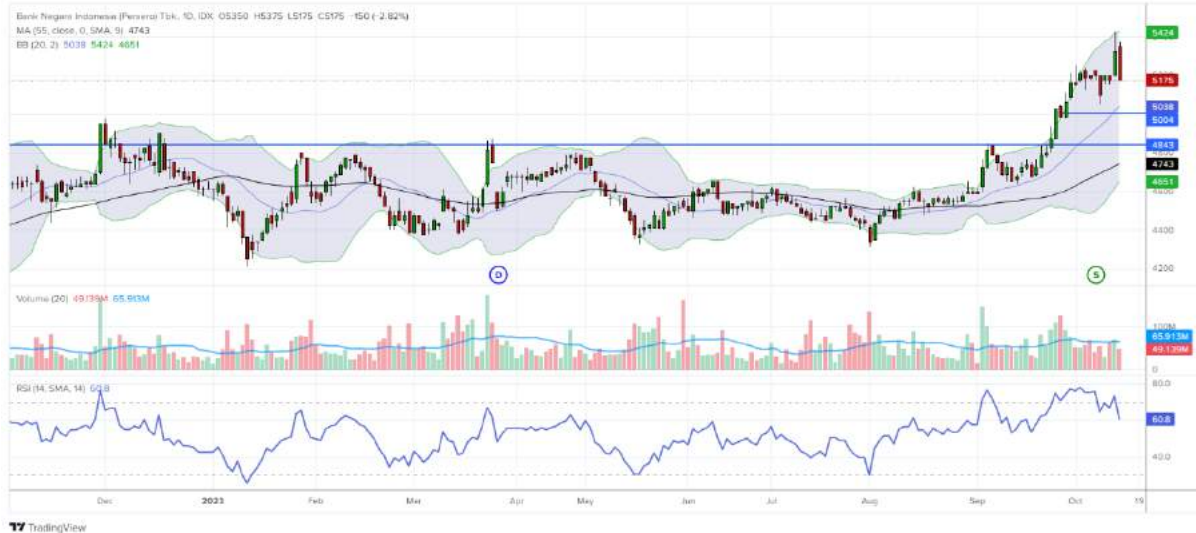 Bank Negara Indonesia (Persero) Tbk, 1D, IDX O5350 H5375 L5175 C5175 −150 (−2.82%)
MA (55, close, 0, SMA, 9) 4743
BB (20, 2) 5038 5424 4651
5424
5175
5038
5004
4843
4743
4651
4400
4200
D
S
Volume (20) 49.139M 65.913M
100M
65.913M
49.139M
0
RSI (14, SMA, 14) 60.8
80.0
60.8
40.0
Dec 2023 Feb Mar Apr May Jun Jul Aug Sep Oct 19
TradingView